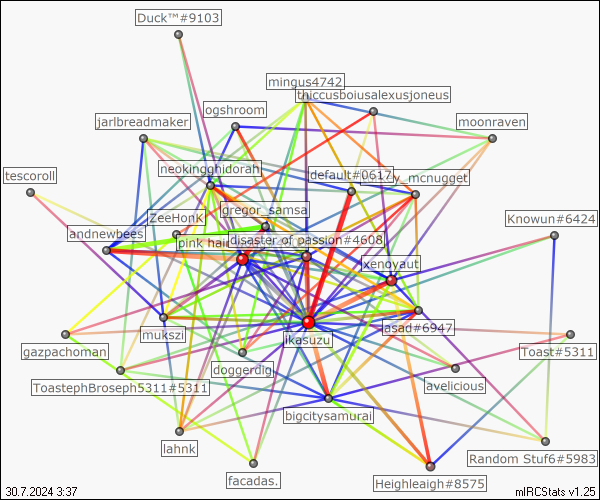 Duck™#9103
mingus4742
thiccusboiusalexusjoneus
ogshroom
jarlbreadmaker
moonraven
neokingghidorah
default#0617
_mcnugget
tescoroll
gregor_samsa
ZeeHonK
Knowun#6424
andnewbees
pink hair
disaster of passion#4608
xenoyaut
mukszi
ikasuzu
jasad#6947
gazpachoman
Toast#5311
doggerdig
ToastephBroseph5311#5311
avelicious
bigcitysamurai
lahnk
Random Stuf6#5983
facadas.
Heighleaigh#8575
30.7.2024 3:37
mIRCStats v1.25